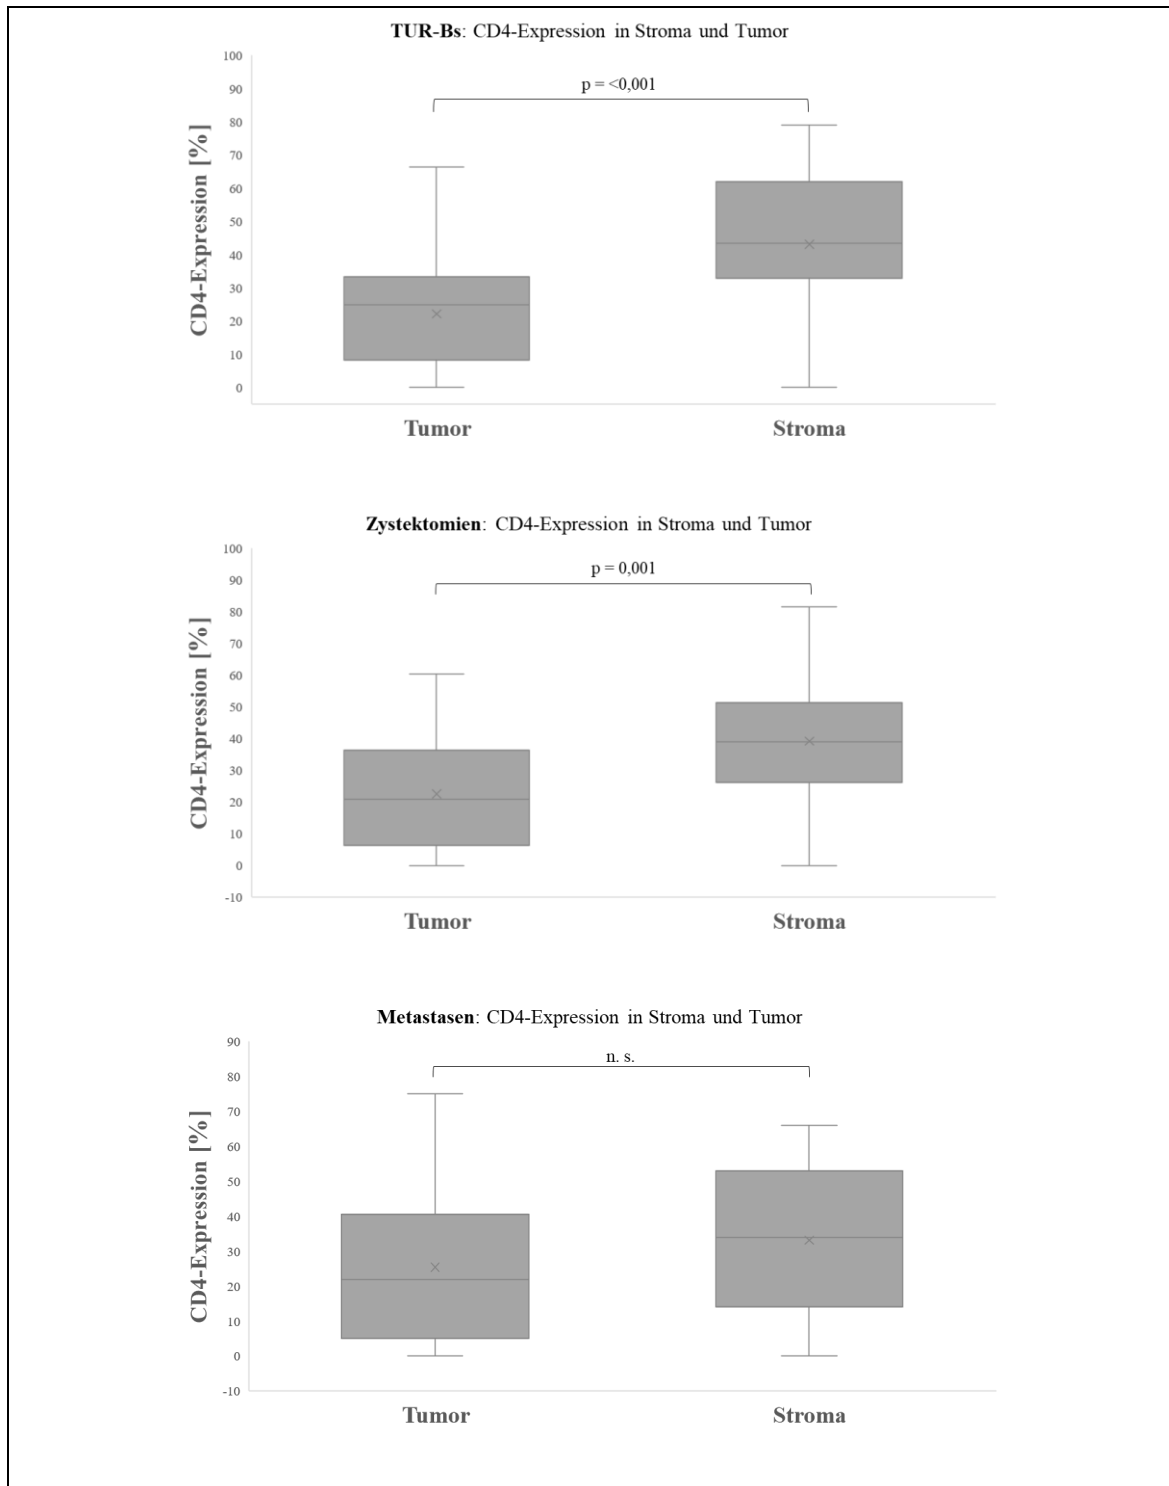 TUR-Bs: CD4-Expression in Stroma und Tumor
p = <0,001
CD4-Expression [%]
100
90
80
70
60
50
40
30
20
10
0
Tumor
Stroma
Zystektomien: CD4-Expression in Stroma und Tumor
p = 0,001
CD4-Expression [%]
100
90
80
70
60
50
40
30
20
10
0
-10
Tumor
Stroma
Metastasen: CD4-Expression in Stroma und Tumor
n. s.
CD4-Expression [%]
90
80
70
60
50
40
30
20
10
0
-10
Tumor
Stroma